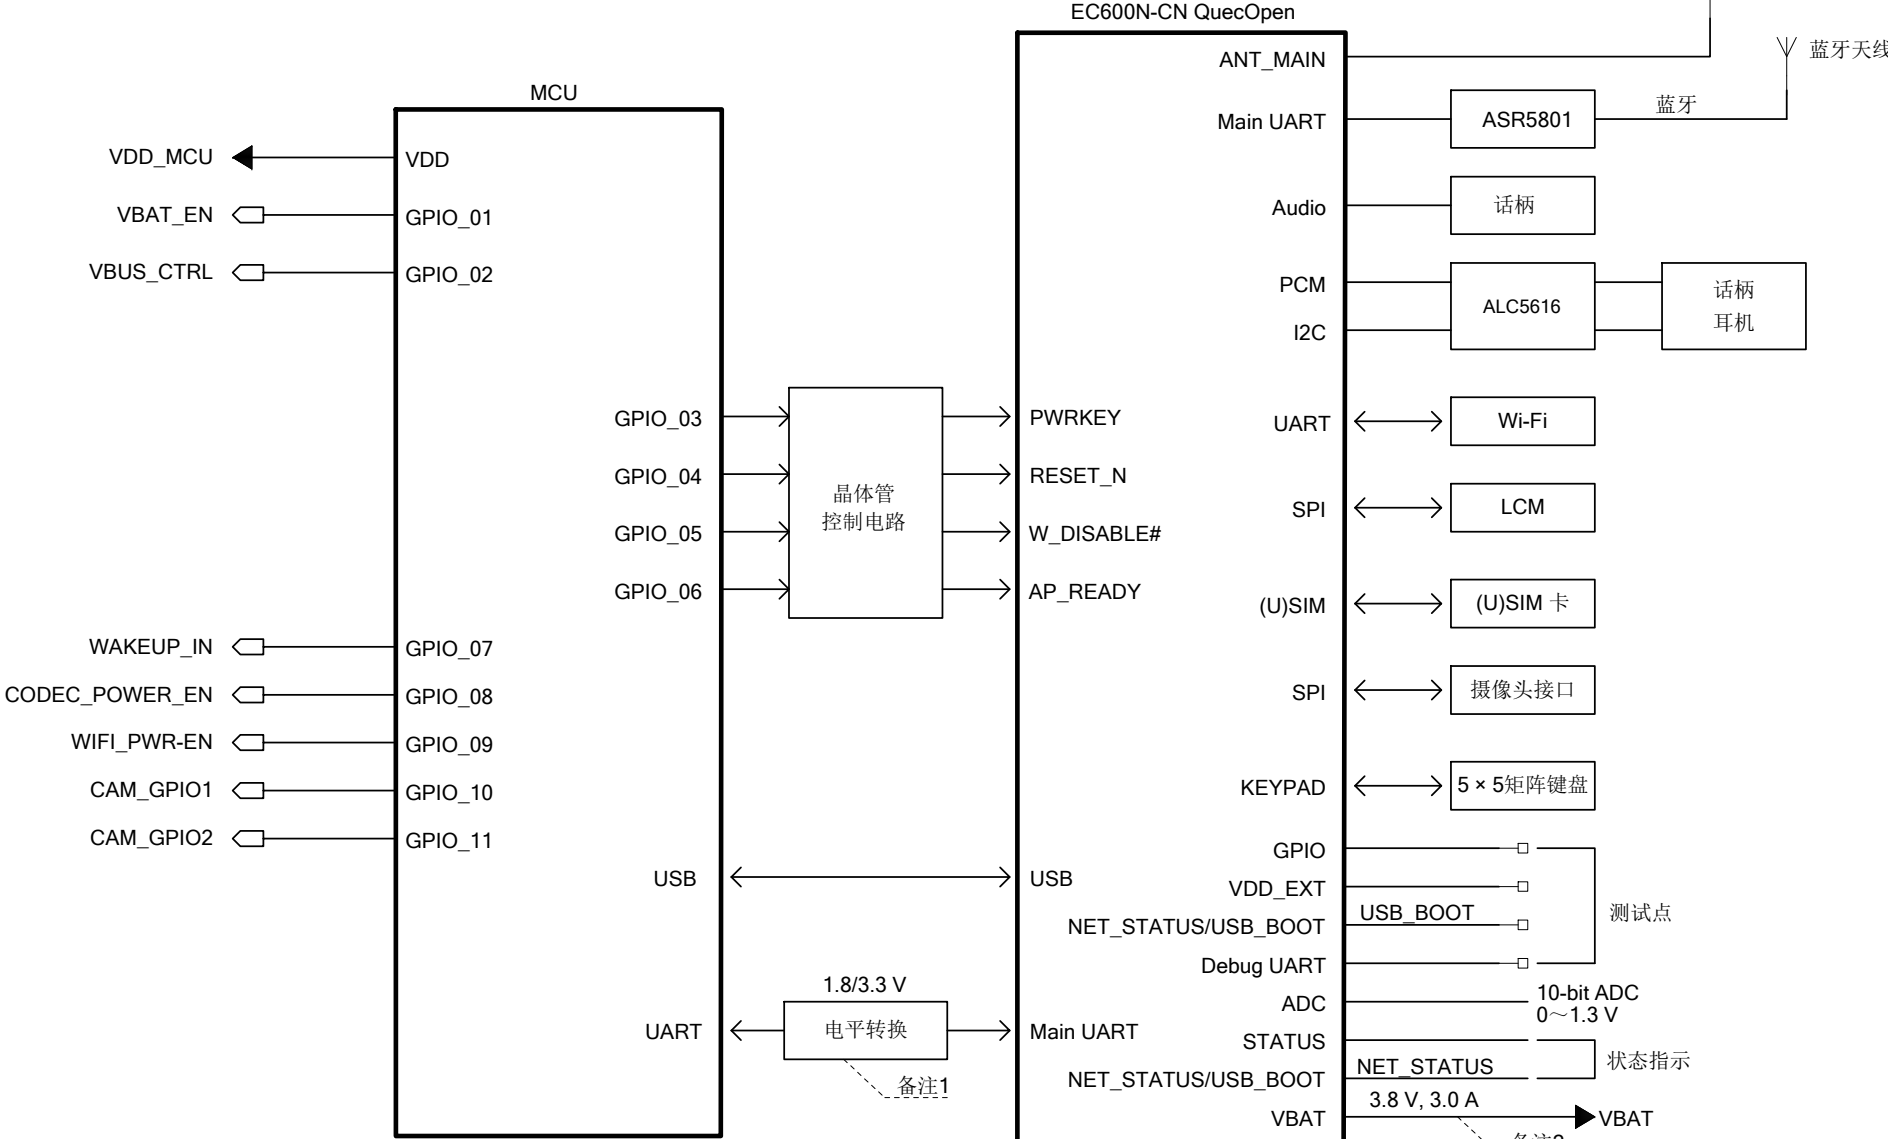 EC600N-CN QuecOpen
MCU
VDD_MCU
VBAT_EN
VBUS_CTRL
WAKEUP_IN
CODEC_POWER_EN
WIFI_PWR-EN
CAM_GPIO1
CAM_GPIO2
VDD
GPIO_01
GPIO_02
GPIO_07
GPIO_08
GPIO_09
GPIO_10
GPIO_11
GPIO_03
GPIO_04
GPIO_05
GPIO_06
USB
UART
晶体管
控制电路
1.8/3.3 V
电平转换
备注1
PWRKEY
RESET_N
W_DISABLE#
AP_READY
USB
Main UART
ANT_MAIN
Main UART
Audio
PCM
I2C
UART
SPI
(U)SIM
SPI
KEYPAD
GPIO
VDD_EXT
NET_STATUS/USB_BOOT
Debug UART
ADC
STATUS
NET_STATUS/USB_BOOT
VBAT
蓝牙天线
ASR5801
蓝牙
话柄
ALC5616
话柄
耳机
Wi-Fi
LCM
(U)SIM 卡
摄像头接口
5 × 5矩阵键盘
USB_BOOT
测试点
10-bit ADC
0～1.3 V
NET_STATUS
状态指示
3.8 V, 3.0 A
VBAT